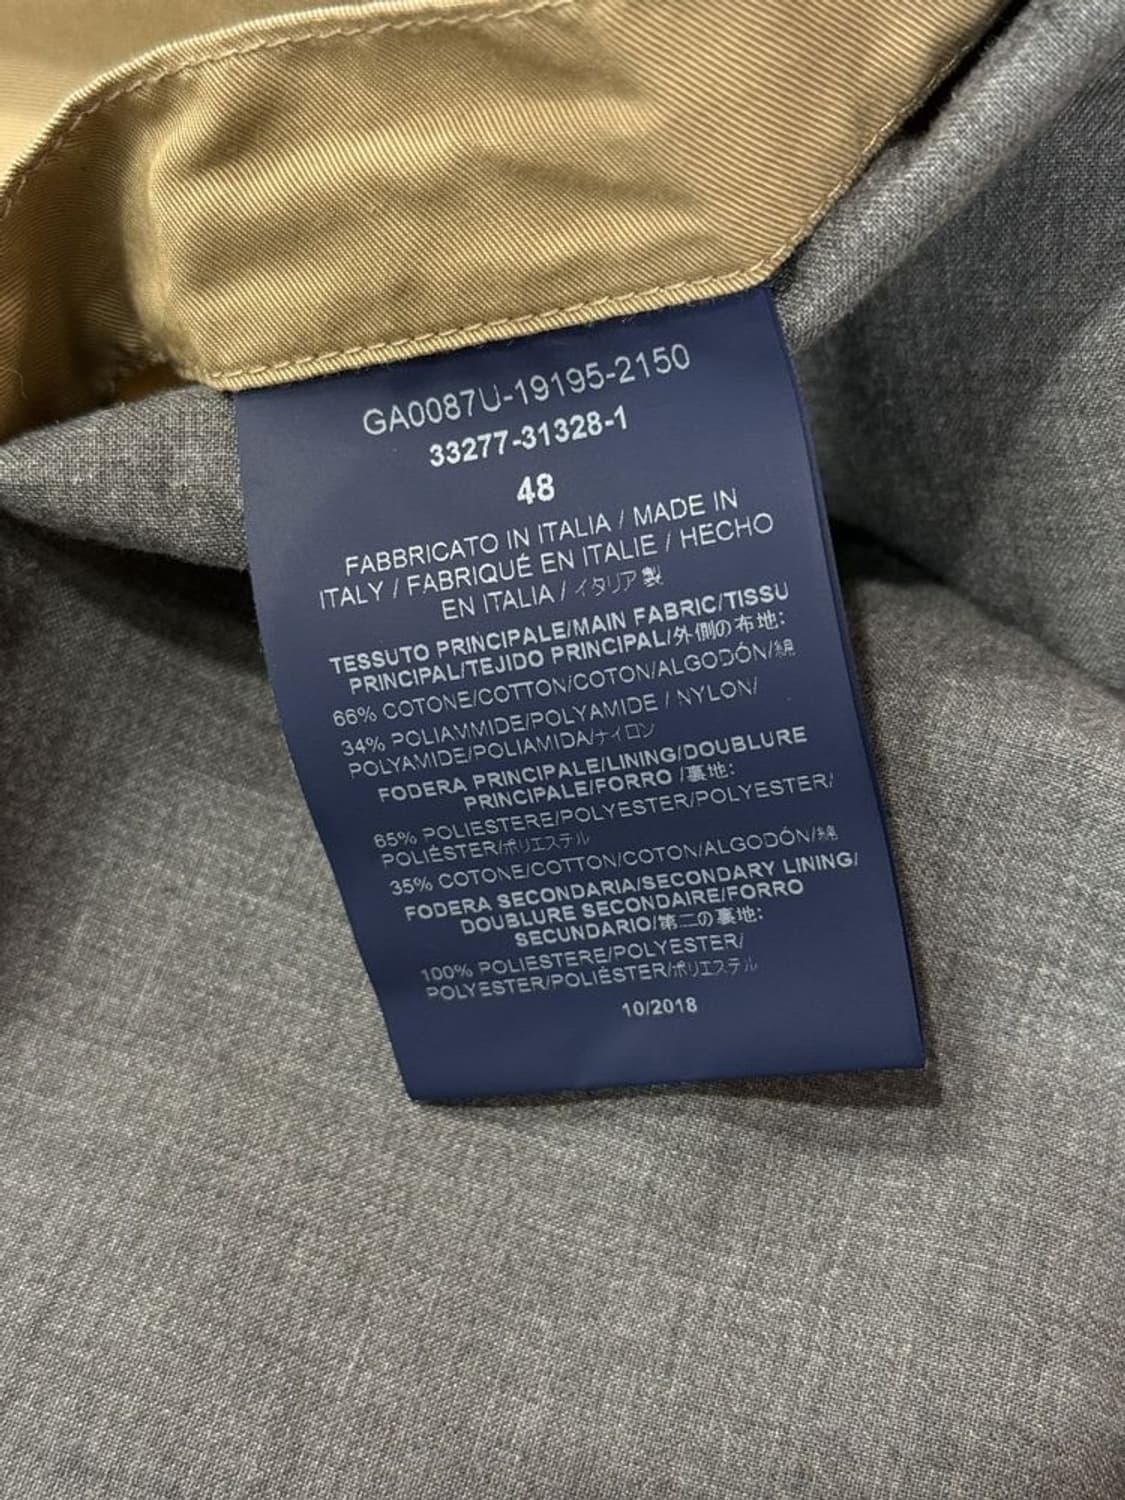 GA0087U-19195-2150
33277-31328-1
48
FABBRICATO IN ITALIA / MADE IN
ITALY / FABRIQUÉ EN ITALIE / HECHO
EN ITALIA / イタリア製
TESSUTO PRINCIPALE/MAIN FABRIC/TISSU
PRINCIPAL/TEJIDO PRINCIPAL/外側の布地:
66% COTONE/COTTON/COTON/ALGODÓN/綿
34% POLIAMMIDE/POLYAMIDE / NYLON/
POLYAMIDE/POLIAMIDA/ナイロン
FODERA PRINCIPALE/LINING/DOUBLURE
PRINCIPALE/FORRO /裏地:
65% POLIESTERE/POLYESTER/POLYESTER/
POLIÉSTER/ポリエステル
35% COTONE/COTTON/COTON/ALGODÓN/綿
FODERA SECONDARIA/SECONDARY LINING/
DOUBLURE SECONDAIRE/FORRO
SECUNDARIO/第二の裏地:
100% POLIESTERE/POLYESTER/
POLYESTER/POLIÉSTER/ポリエステル
10/2018